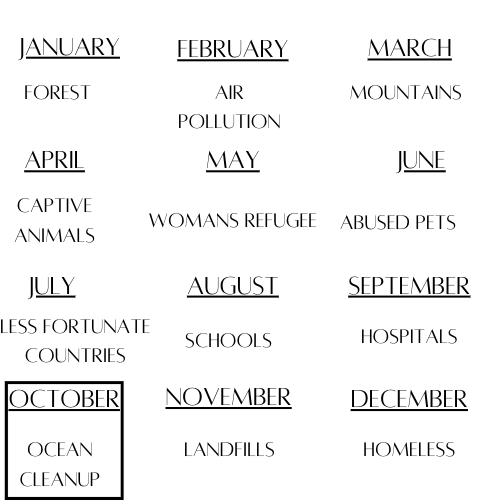 JANUARY
FEBRUARY
MARCH
FOREST
AIR
POLLUTION
MOUNTAINS
APRIL
MAY
JUNE
CAPTIVE
ANIMALS
WOMANS REFUGEE
ABUSED PETS
JULY
AUGUST
SEPTEMBER
LESS FORTUNATE
COUNTRIES
SCHOOLS
HOSPITALS
OCTOBER
NOVEMBER
DECEMBER
OCEAN
CLEANUP
LANDFILLS
HOMELESS